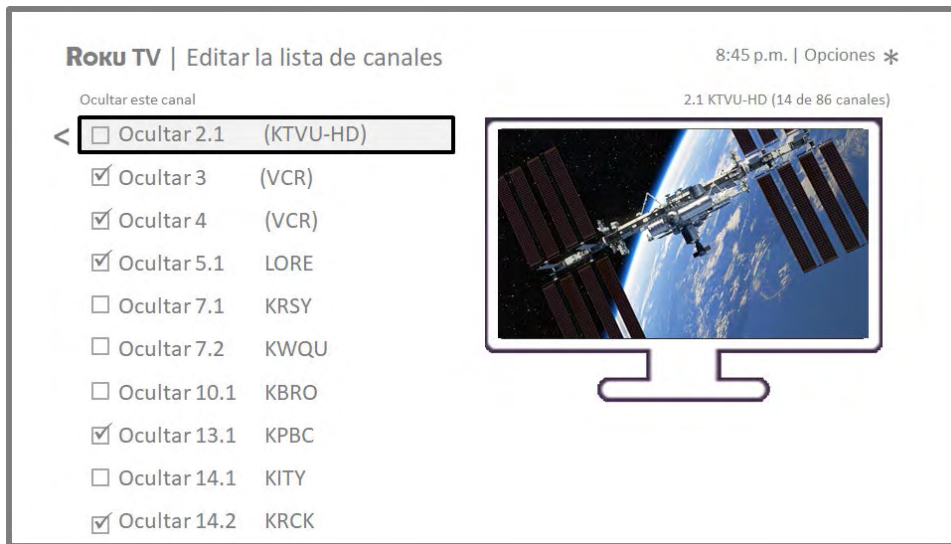 ROKU TV | Editar la lista de canales
8:45 p.m. | Opciones *
Ocultar este canal
2.1 KTVU-HD (14 de 86 canales)
< Ocultar 2.1 (KTVU-HD)
Ocultar 3 (VCR)
Ocultar 4 (VCR)
Ocultar 5.1 LORE
Ocultar 7.1 KRSY
Ocultar 7.2 KWQU
Ocultar 10.1 KBRO
Ocultar 13.1 KPBC
Ocultar 14.1 KITY
Ocultar 14.2 KRCK